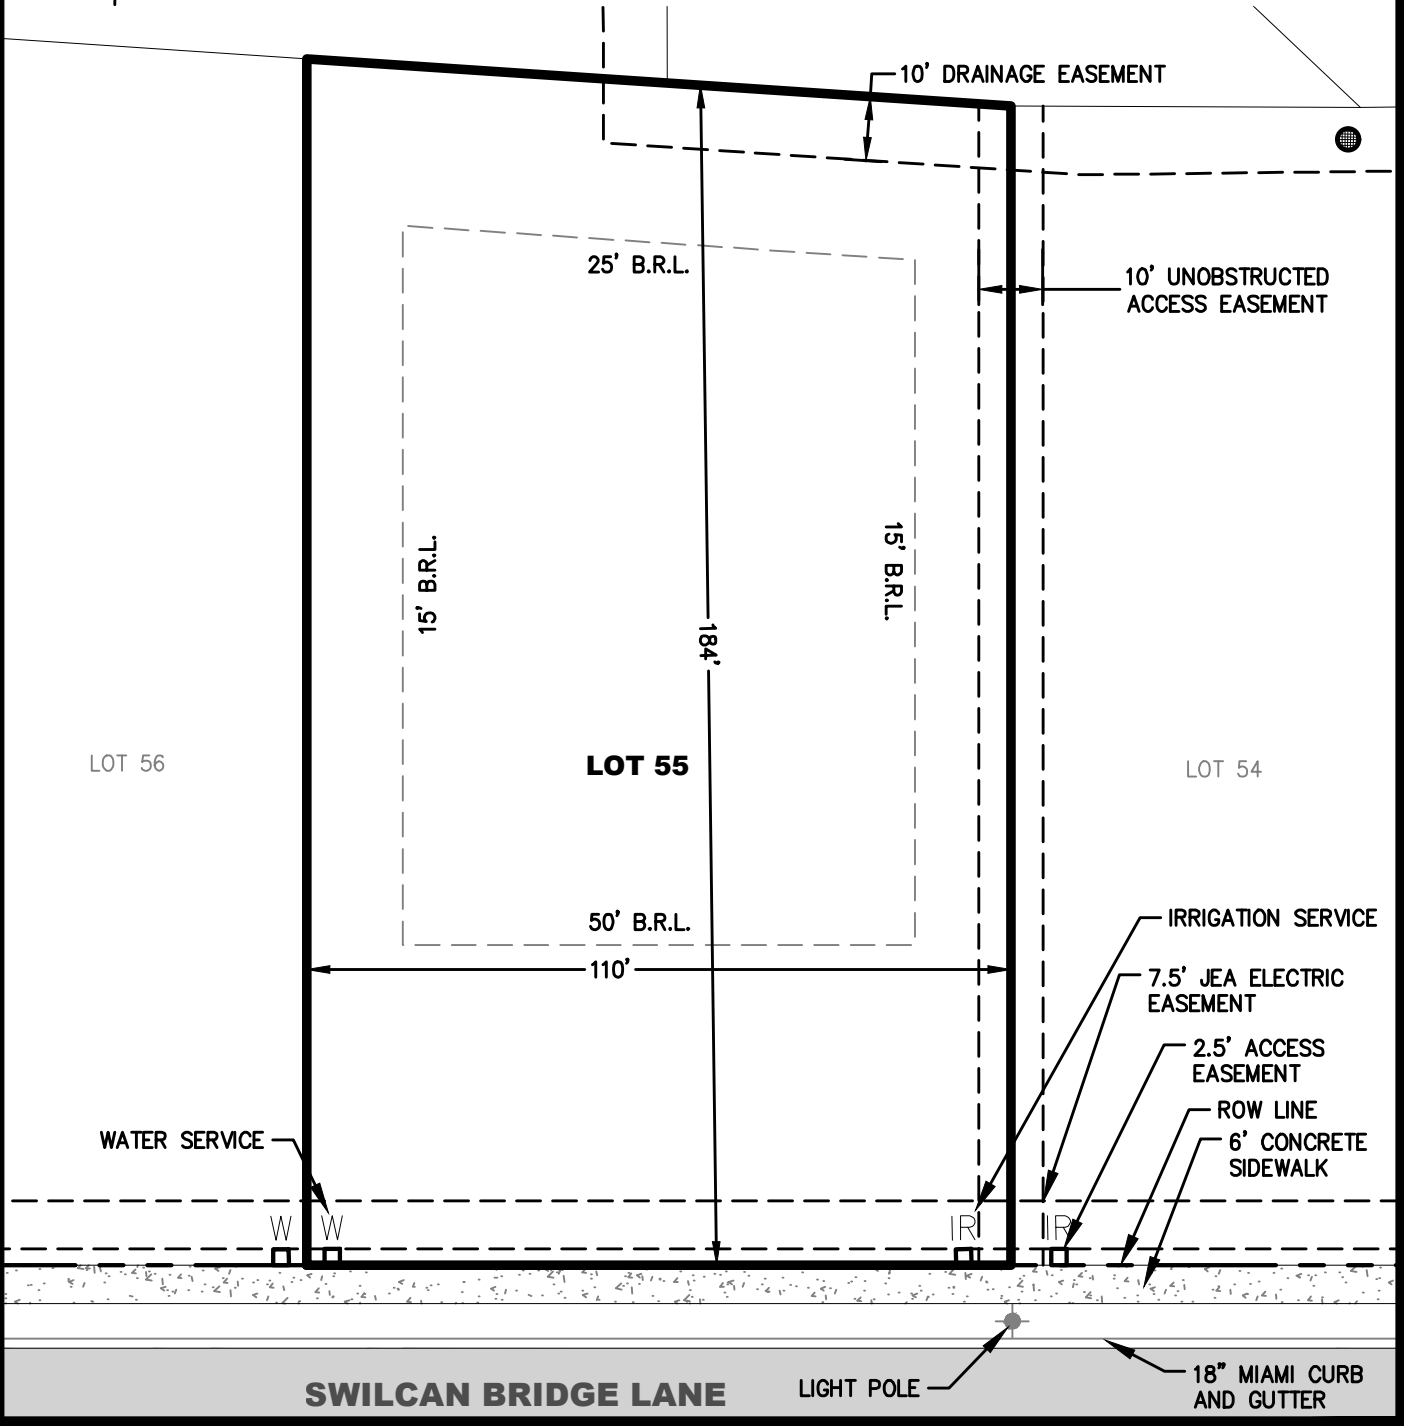 10' DRAINAGE EASEMENT
25' B.R.L.
10' UNOBSTRUCTED
ACCESS EASEMENT
15' B.R.L.
15' B.R.L.
184'
LOT 56
LOT 55
LOT 54
50' B.R.L.
110'
IRRIGATION SERVICE
7.5' JEA ELECTRIC
EASEMENT
2.5' ACCESS
EASEMENT
ROW LINE
6' CONCRETE
SIDEWALK
WATER SERVICE
W W IR IR
LIGHT POLE
18" MIAMI CURB
AND GUTTER
SWILCAN BRIDGE LANE